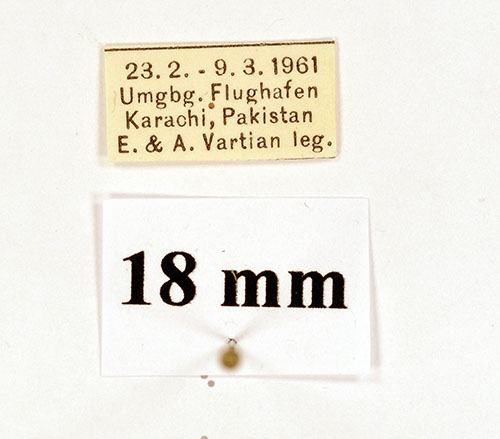 23. 2. - 9. 3. 1961
Umgbg. Flughafen
Karachi, Pakistan
E. & A. Vartian leg.
18 mm